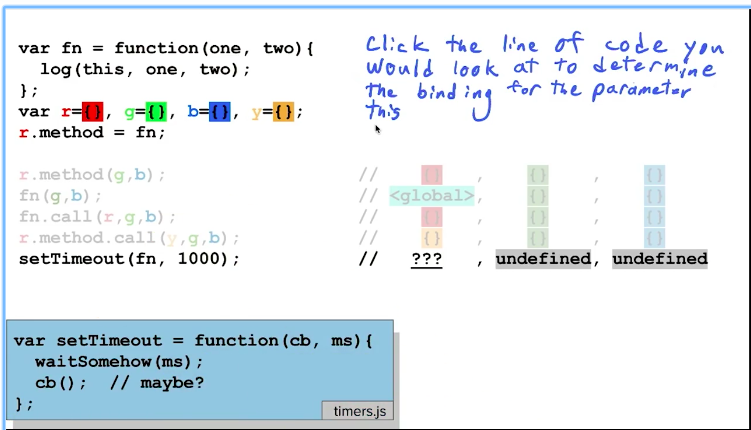 var fn = function(one, two){
log(this, one, two);
};
var r={}, g={}, b={}, y={};
r.method = fn;
Click the line of code you
would look at to determine
the binding for the parameter
this
r.method(g,b); // {} , {} , {}
fn(g,b); // <global>, {} , {}
fn.call(r,g,b); // {} , {} , {}
r.method.call(y,g,b); // {} , {} , {}
setTimeout(fn, 1000); // ??? , undefined, undefined
var setTimeout = function(cb, ms){
waitSomehow(ms);
cb(); // maybe?
};
timers.js